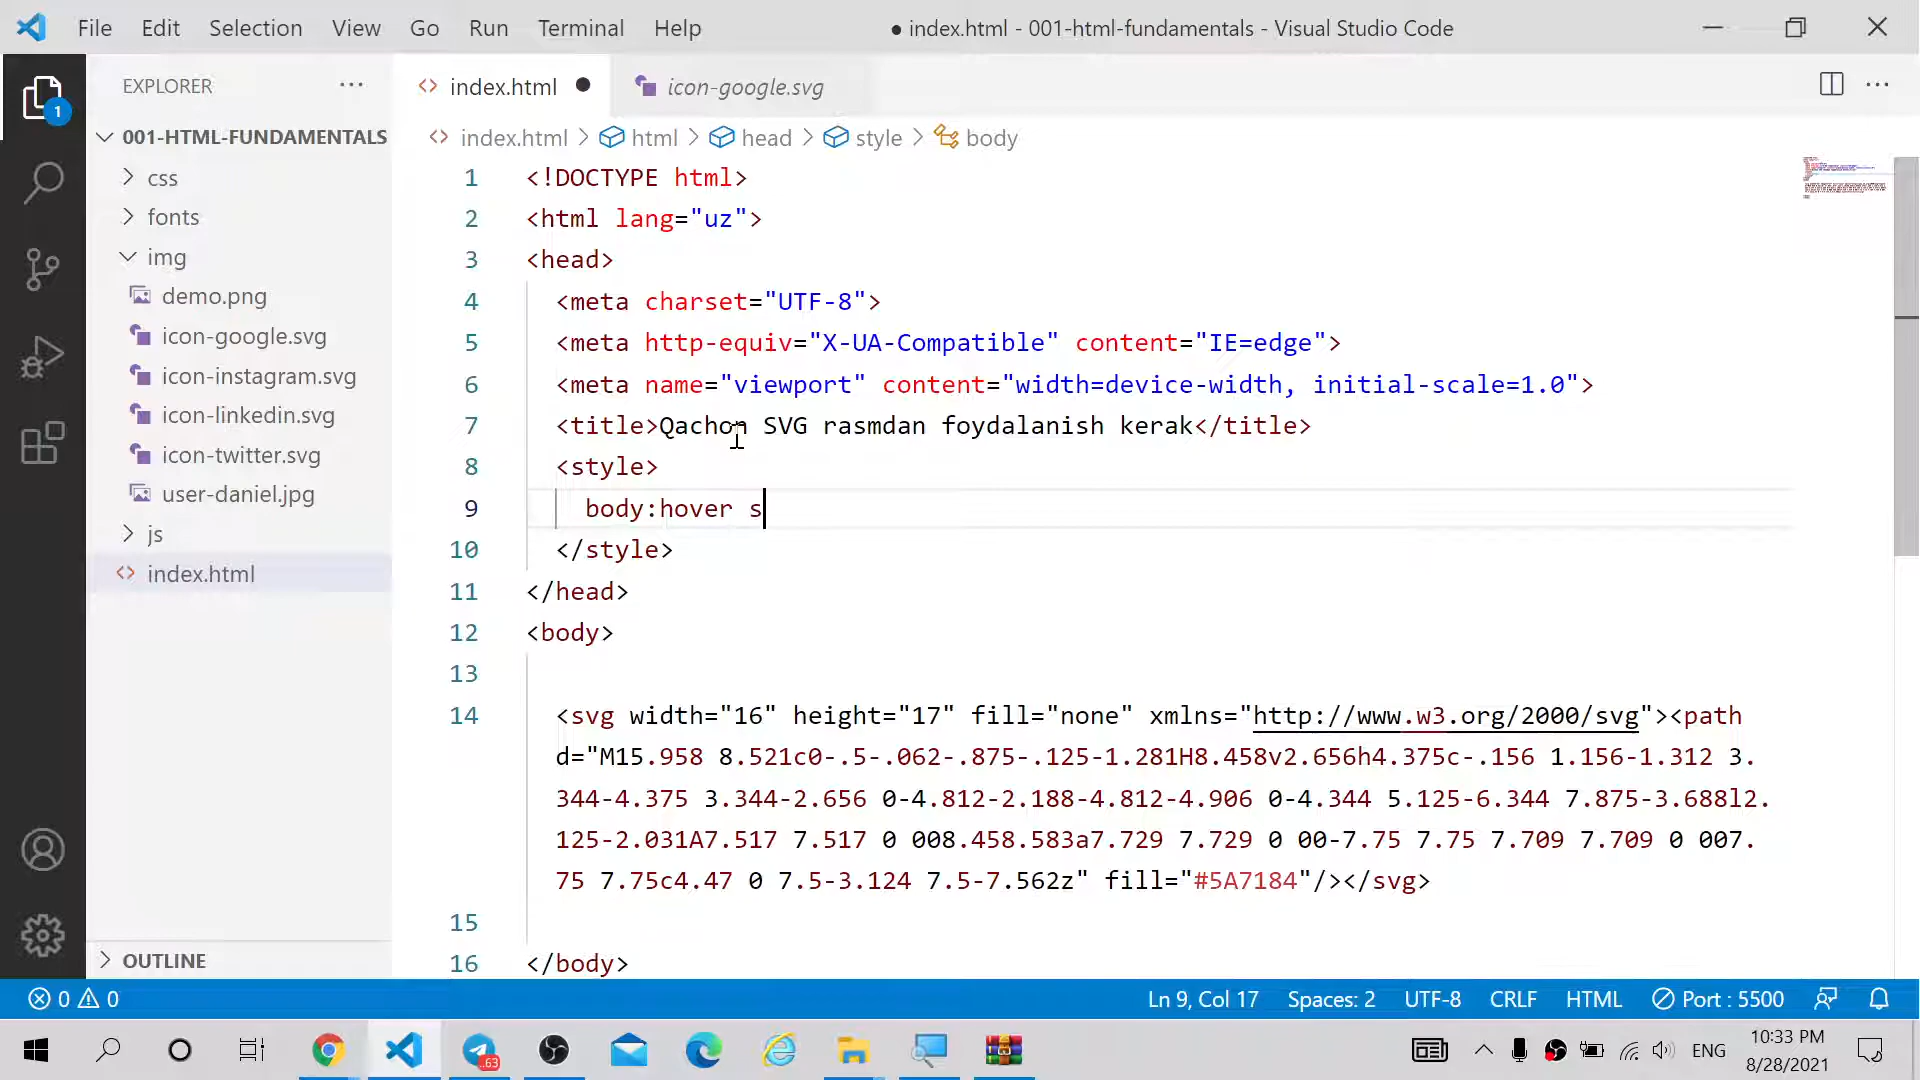 File Edit Selection View Go Run Terminal Help
● index.html - 001-html-fundamentals - Visual Studio Code
EXPLORER
index.html
icon-google.svg
1
001-HTML-FUNDAMENTALS
css
fonts
img
demo.png
icon-google.svg
icon-instagram.svg
icon-linkedin.svg
icon-twitter.svg
user-daniel.jpg
js
index.html
OUTLINE
index.html > html > head > style > body
1 <!DOCTYPE html>
2 <html lang="uz">
3 <head>
4 <meta charset="UTF-8">
5 <meta http-equiv="X-UA-Compatible" content="IE=edge">
6 <meta name="viewport" content="width=device-width, initial-scale=1.0">
7 <title>Qachon SVG rasmdan foydalanish kerak</title>
8 <style>
9 body:hover s
10 </style>
11 </head>
12 <body>
13
14 <svg width="16" height="17" fill="none" xmlns="http://www.w3.org/2000/svg"><path
d="M15.958 8.521c0-.5-.062-.875-.125-1.281H8.458v2.656h4.375c-.156 1.156-1.312 3.
344-4.375 3.344-2.656 0-4.812-2.188-4.812-4.906 0-4.344 5.125-6.344 7.875-3.688l2.
125-2.031A7.517 7.517 0 008.458.583a7.729 7.729 0 00-7.75 7.75 7.709 7.709 0 007.
75 7.75c4.47 0 7.5-3.124 7.5-7.562z" fill="#5A7184"/></svg>
15
16 </body>
0 0
Ln 9, Col 17 Spaces: 2 UTF-8 CRLF HTML Port : 5500
63
ENG
10:33 PM
8/28/2021